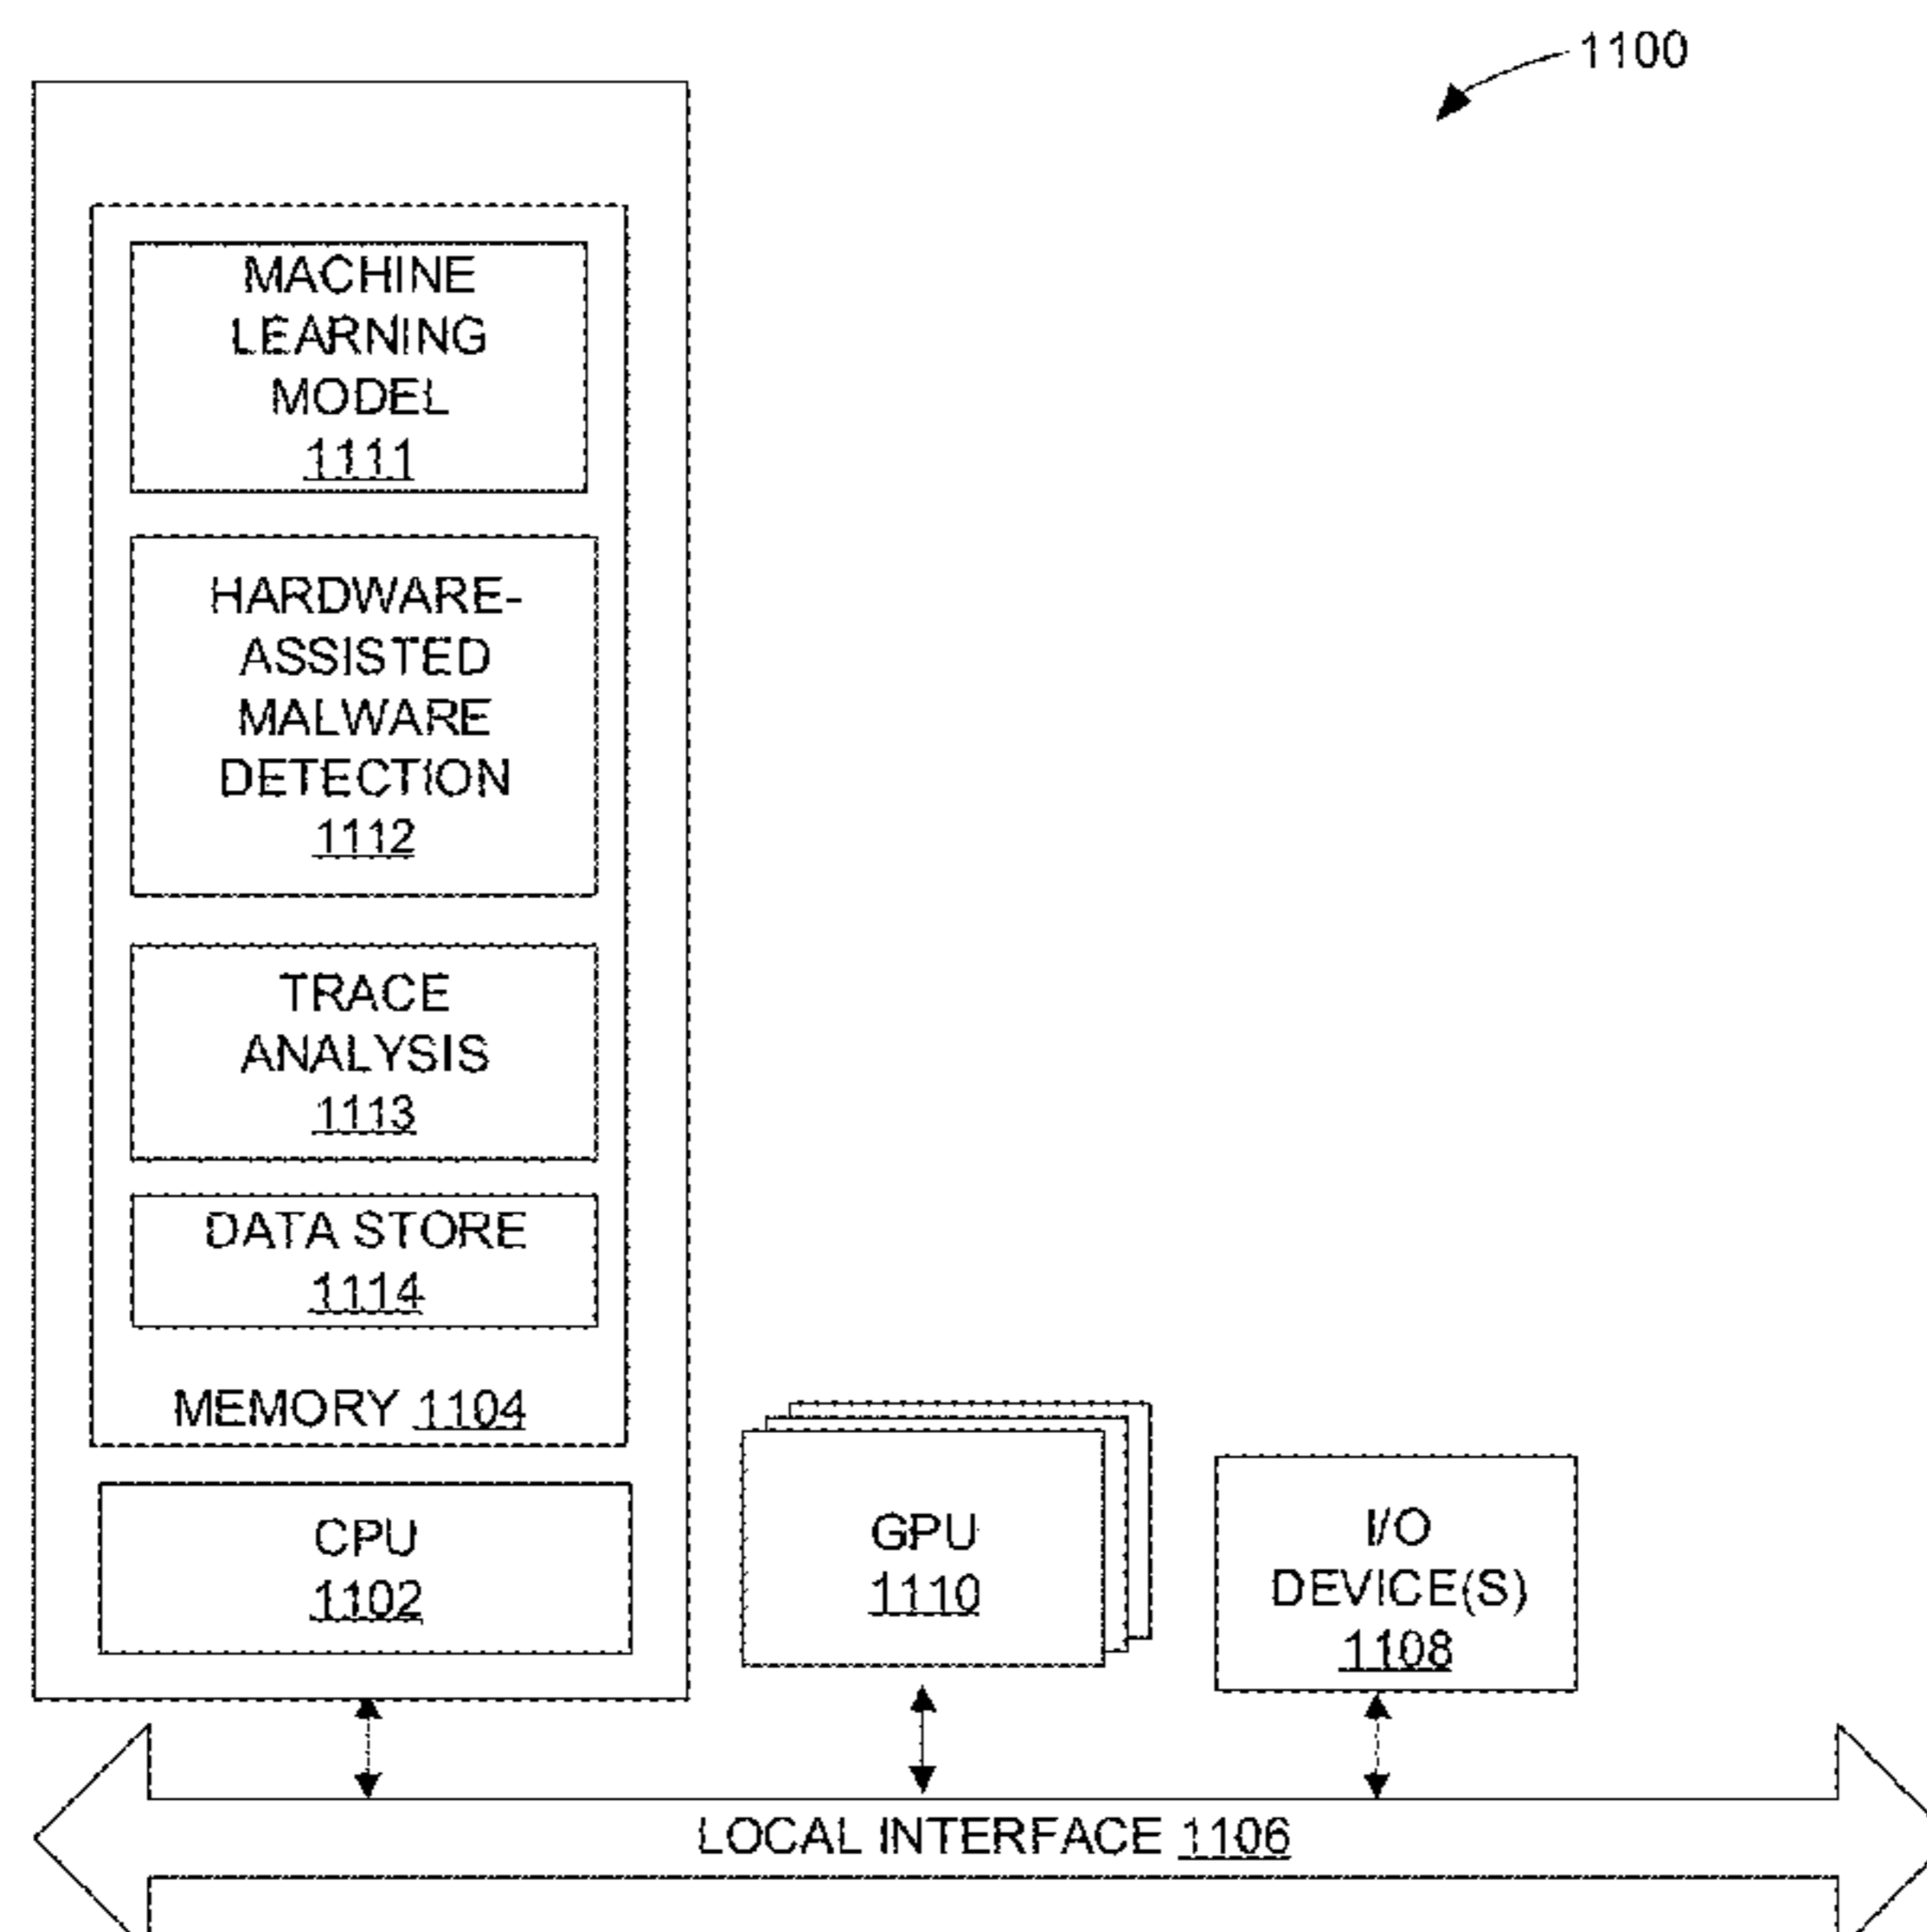 1100
MACHINE
LEARNING
MODEL
1111
HARDWARE-
ASSISTED
MALWARE
DETECTION
1112
TRACE
ANALYSIS
1113
DATA STORE
1114
MEMORY 1104
CPU
1102
GPU
1110
I/O
DEVICE(S)
1108
LOCAL INTERFACE 1106